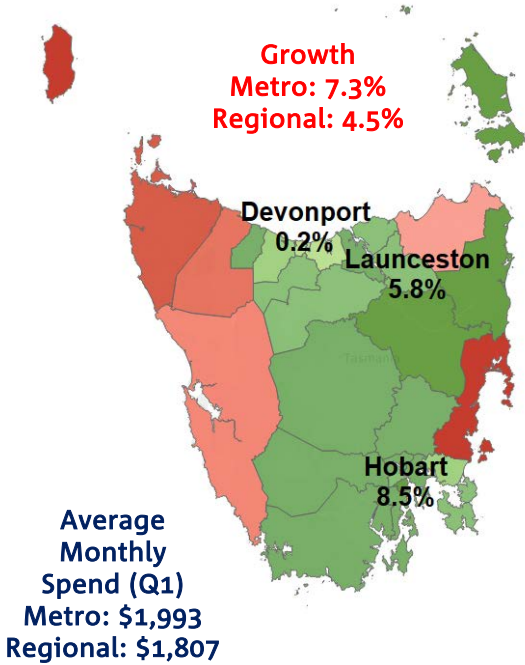 Growth
Metro: 7.3%
Regional: 4.5%
Devonport
0.2%
Launceston
5.8%
Tasmania
Hobart
8.5%
Average
Monthly
Spend (Q1)
Metro: $1,993
Regional: $1,807